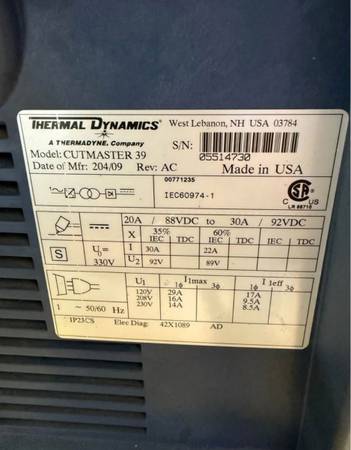 THERMAL DYNAMICS® West Lebanon, NH USA 03784
A THERMADYNE® Company
S/N: 05514730
Model: CUTMASTER 39
Date of Mfr: 204/09 Rev: AC Made in USA
00771235
IEC60974-1
C US
LR 86710
20A / 88VDC to 30A / 92VDC
X 35% 60%
IEC TDC IEC TDC IEC TDC
S U0= 330V
I 30A 22A
U2 92V 89V
U1 I1max I1eff
1ϕ 3ϕ 1ϕ 3ϕ
120V 29A 17A
208V 16A 9.5A
230V 14A 8.5A
1 ~ 50/60 Hz
IP23CS Elec Diag: 42X1089 AD